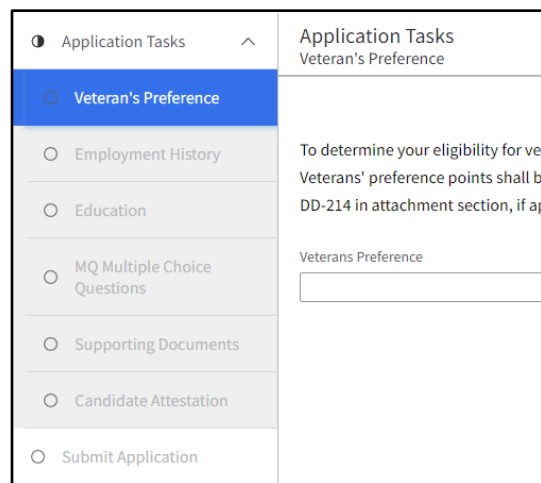 Application Tasks
Veteran's Preference
Employment History
Education
MQ Multiple Choice
Questions
Supporting Documents
Candidate Attestation
Submit Application
Application Tasks
Veteran's Preference
To determine your eligibility for
Veterans' preference points shall
DD-214 in attachment section, if
Veterans Preference